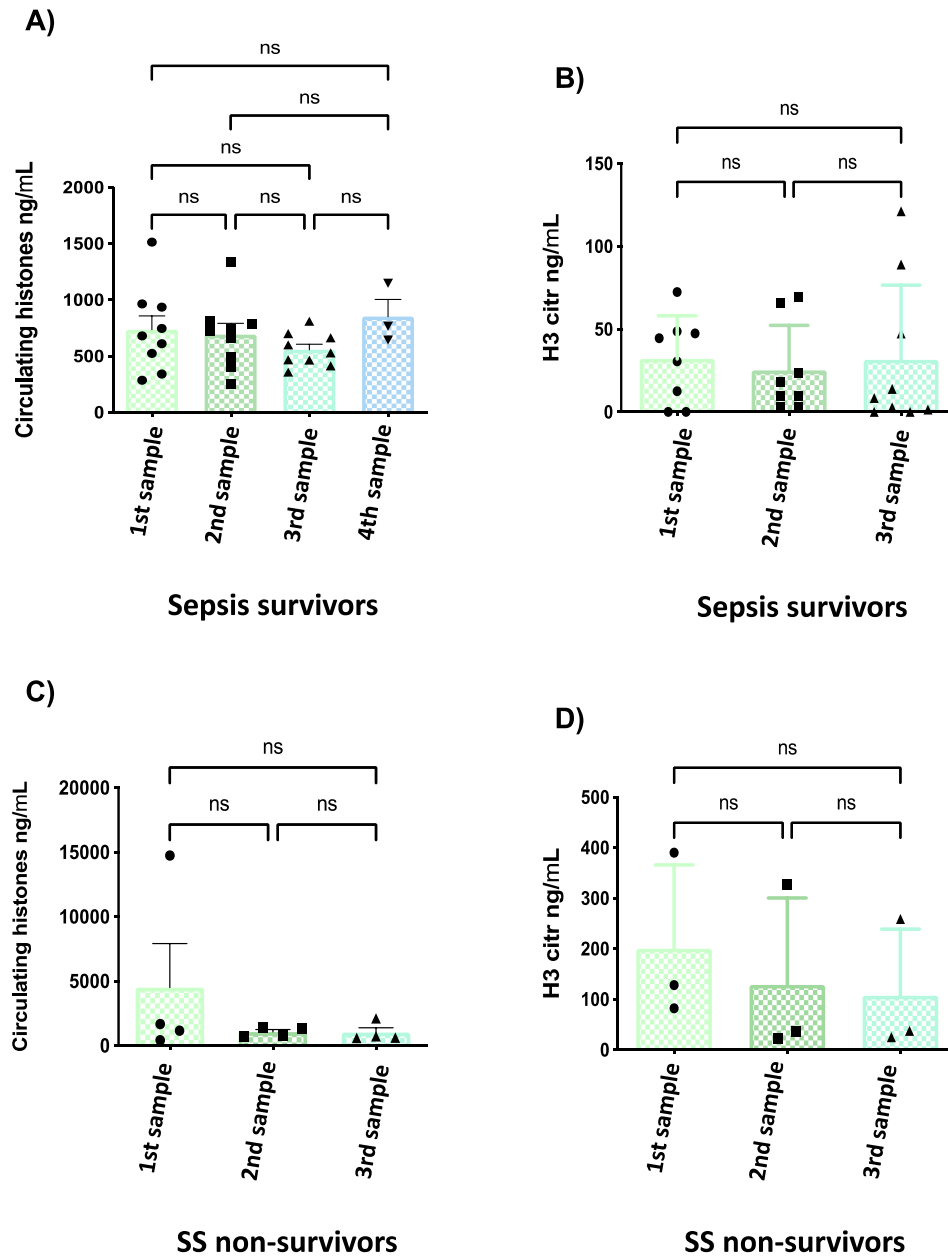 A)
ns
ns
ns
ns ns ns
Circulating histones ng/mL
2000
1500
1000
500
0
1st sample
2nd sample
3rd sample
4th sample
Sepsis survivors
B)
ns
ns ns
H3 citr ng/mL
150
100
50
0
1st sample
2nd sample
3rd sample
Sepsis survivors
C)
ns
ns ns
Circulating histones ng/mL
20000
15000
10000
5000
0
1st sample
2nd sample
3rd sample
SS non-survivors
D)
ns
ns ns
H3 citr ng/mL
500
400
300
200
100
0
1st sample
2nd sample
3rd sample
SS non-survivors